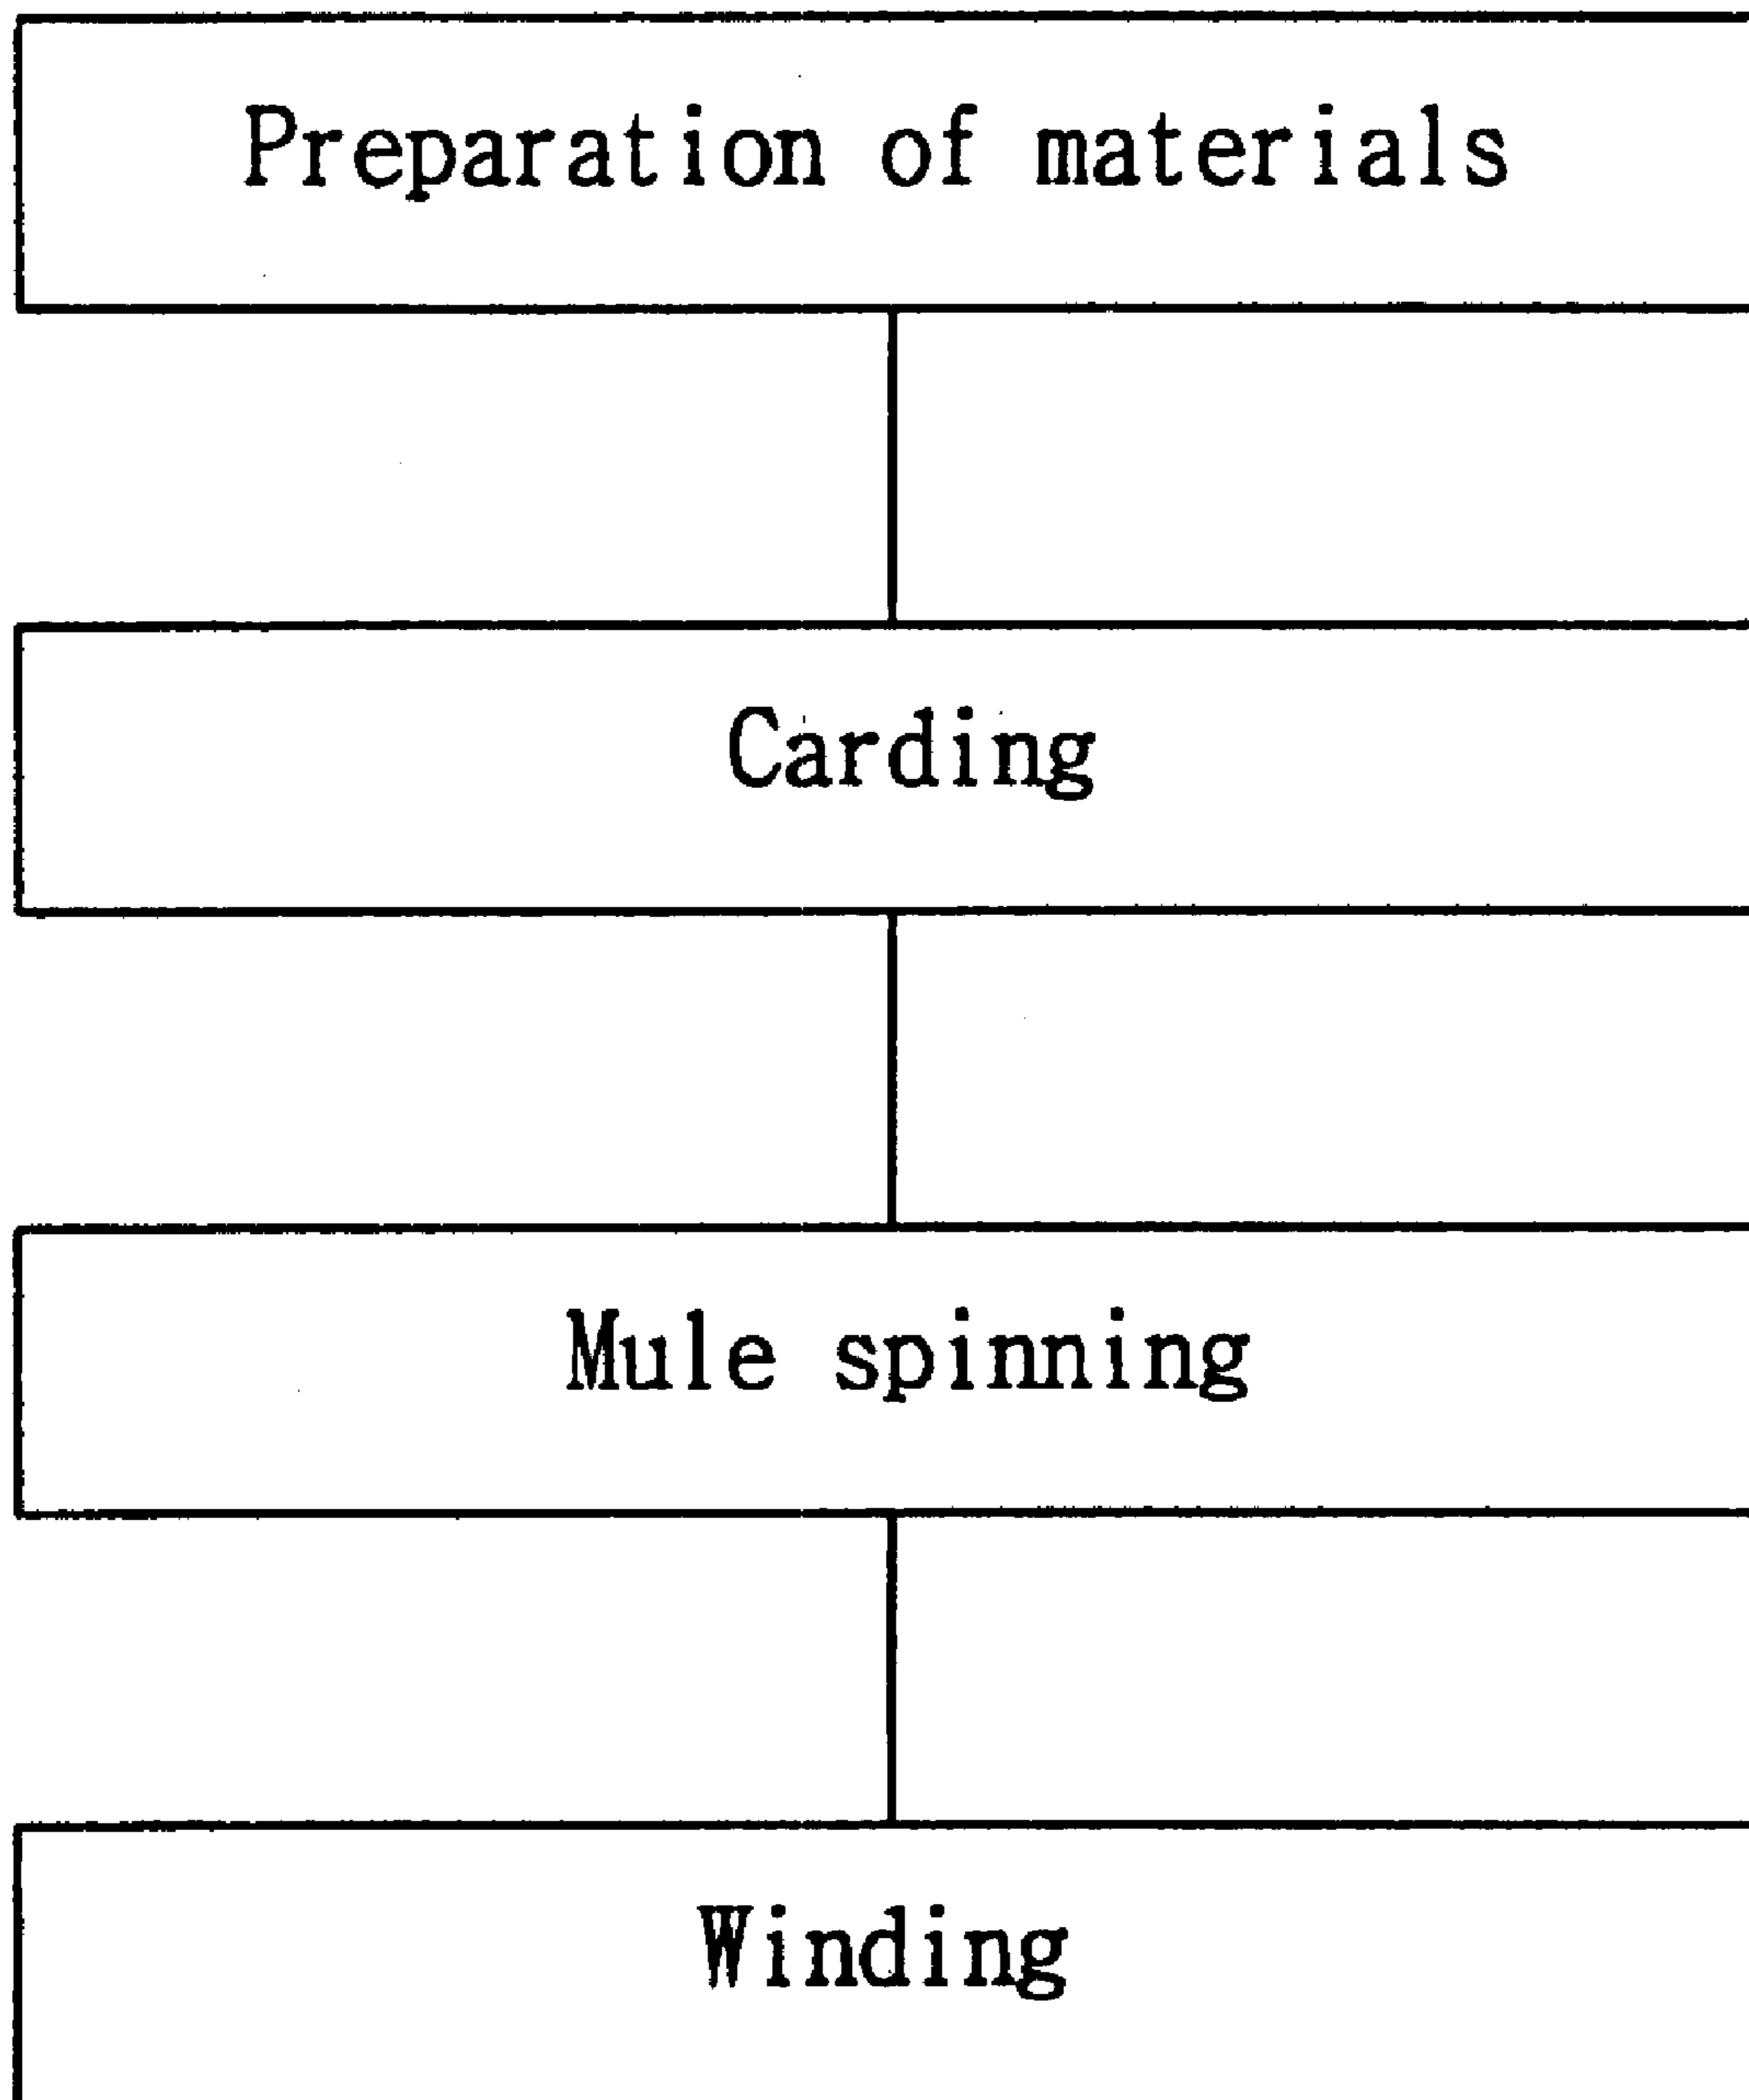 Preparation of materials
Carding
Mule spinning
Winding